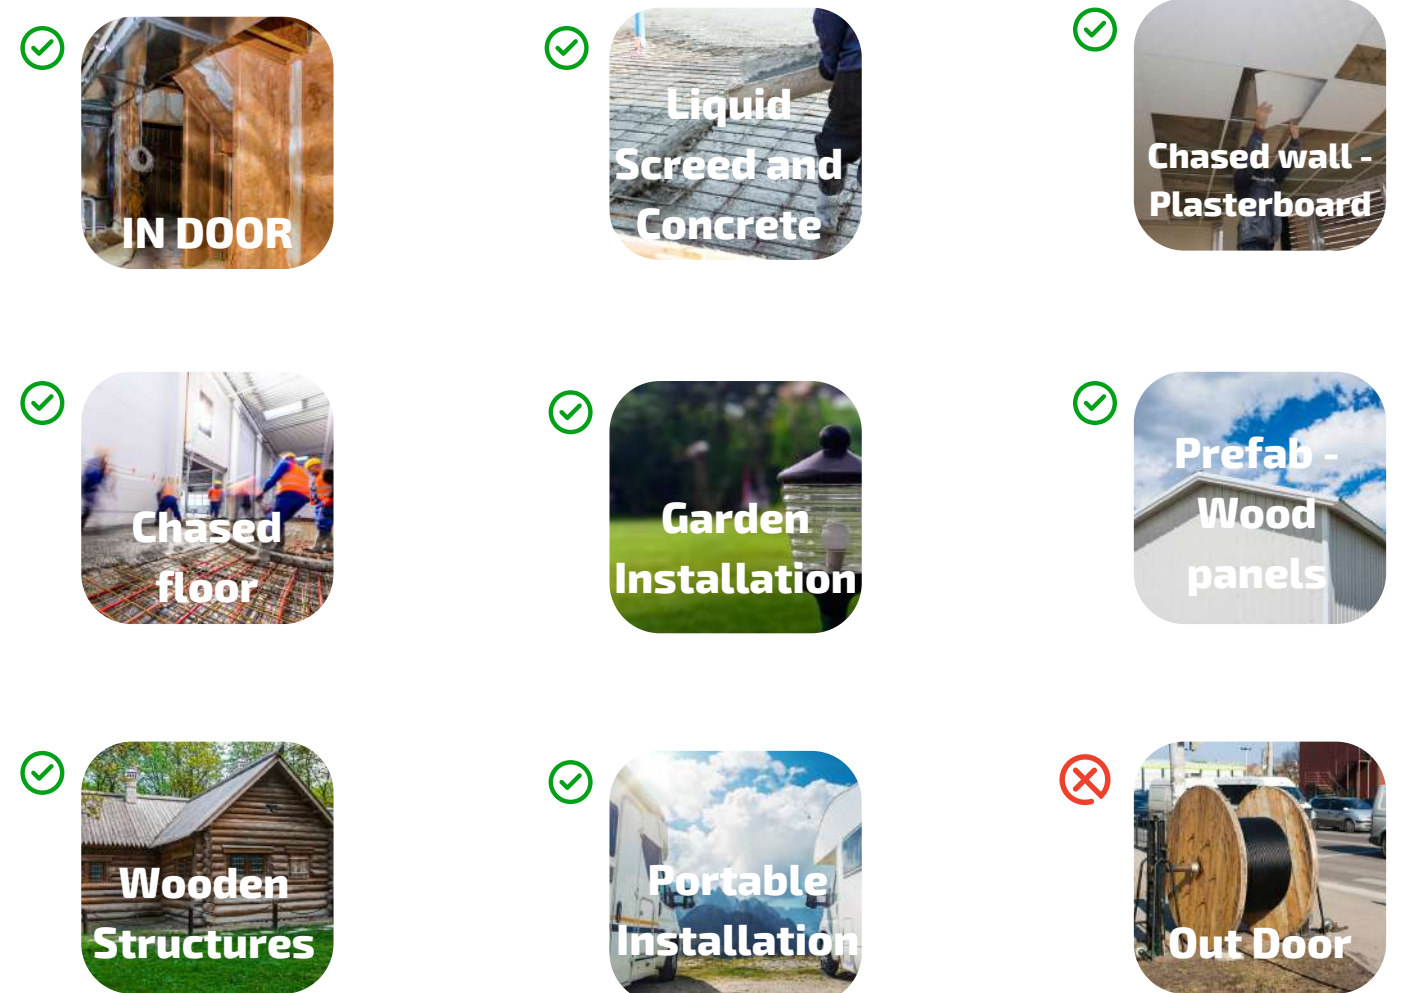 IN DOOR
Liquid
Screed and
Concrete
Chased wall -
Plasterboard
Chased
floor
Garden
Installation
Prefab -
Wood
panels
Wooden
Structures
Portable
Installation
Out Door